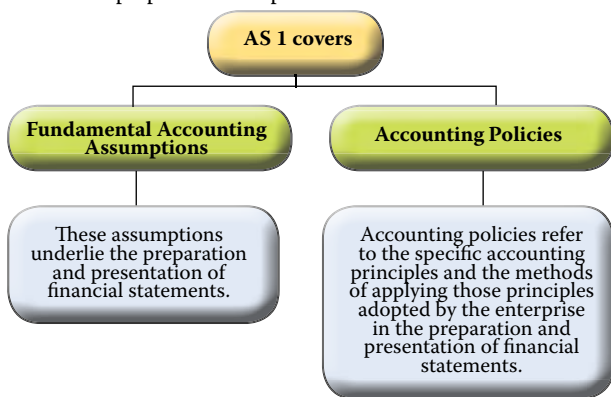 AS 1 covers
Fundamental Accounting
Assumptions
Accounting Policies
These assumptions
underlie the preparation
and presentation of
financial statements.
Accounting policies refer
to the specific accounting
principles and the methods
of applying those principles
adopted by the enterprise
in the preparation and
presentation of financial
statements.